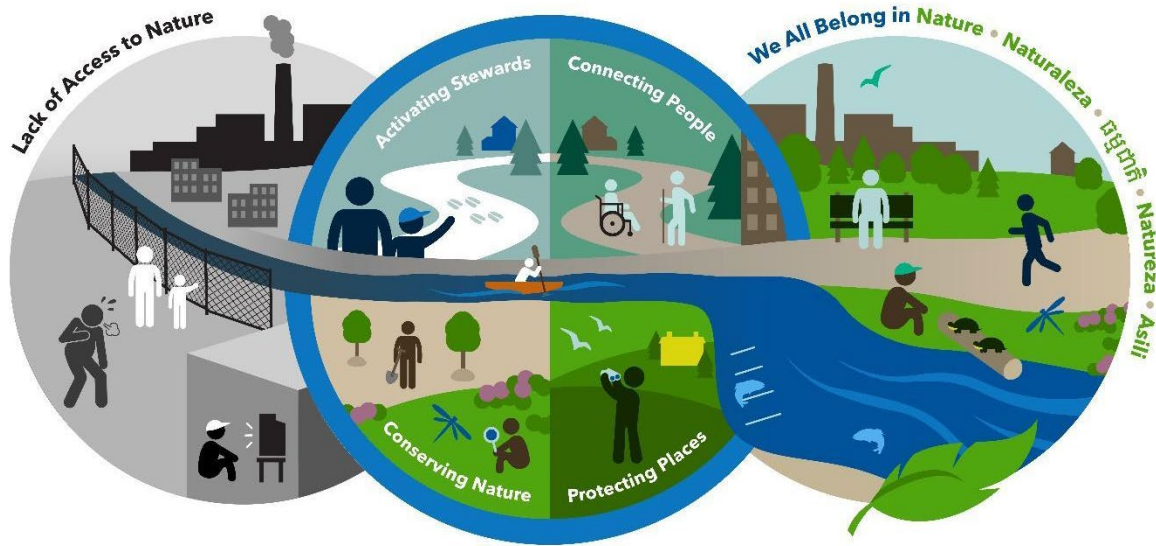 Lack of Access to Nature
Activating Stewards
Connecting People
Conserving Nature
Protecting Places
We All Belong in Nature • Naturaleza • ធម្មជាតិ • Natureza • Asili